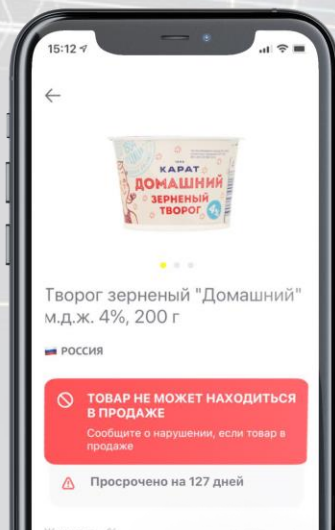 15:12
КАРАТ
ДОМАШНИЙ
ЗЕРНЕНЫЙ
ТВОРОГ
Творог зерненый "Домашний"
м.д.ж. 4%, 200 г
РОССИЯ
ТОВАР НЕ МОЖЕТ НАХОДИТЬСЯ
В ПРОДАЖЕ
Сообщите о нарушении, если товар в
продаже
Просрочено на 127 дней